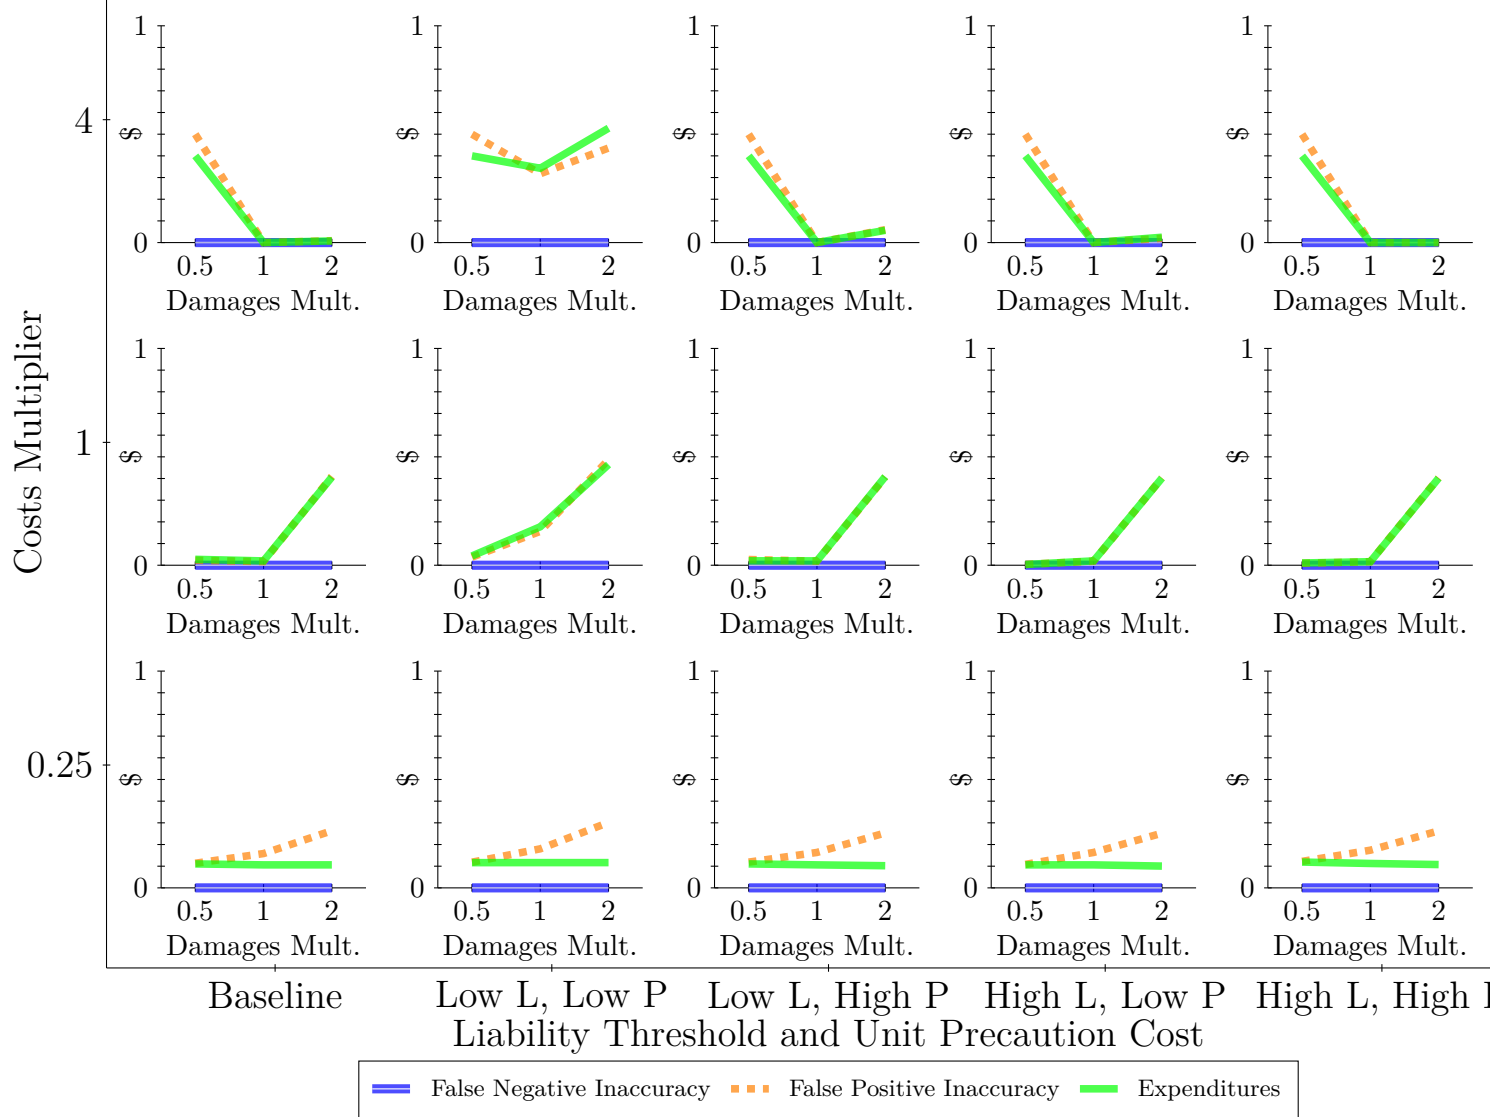 Costs Multiplier
4
1 $ 0 0.5 1 2 Damages Mult.
1 $ 0 0.5 1 2 Damages Mult.
1 $ 0 0.5 1 2 Damages Mult.
1 $ 0 0.5 1 2 Damages Mult.
1 $ 0 0.5 1 2 Damages Mult.
1
1 $ 0 0.5 1 2 Damages Mult.
1 $ 0 0.5 1 2 Damages Mult.
1 $ 0 0.5 1 2 Damages Mult.
1 $ 0 0.5 1 2 Damages Mult.
1 $ 0 0.5 1 2 Damages Mult.
0.25
1 $ 0 0.5 1 2 Damages Mult.
1 $ 0 0.5 1 2 Damages Mult.
1 $ 0 0.5 1 2 Damages Mult.
1 $ 0 0.5 1 2 Damages Mult.
1 $ 0 0.5 1 2 Damages Mult.
Baseline
Low L, Low P
Low L, High P
High L, Low P
High L, High
Liability Threshold and Unit Precaution Cost
False Negative Inaccuracy
False Positive Inaccuracy
Expenditures